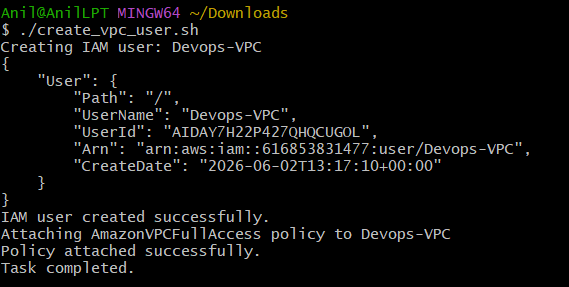 Anil@AnilLPT MINGW64 ~/Downloads
$ ./create_vpc_user.sh
Creating IAM user: Devops-VPC
{
    "User": {
        "Path": "/",
        "UserName": "Devops-VPC",
        "UserId": "AIDAY7H22P427QHQCUGOL",
        "Arn": "arn:aws:iam::616853831477:user/Devops-VPC",
        "CreateDate": "2026-06-02T13:17:10+00:00"
    }
}
IAM user created successfully.
Attaching AmazonVPCFullAccess policy to Devops-VPC
Policy attached successfully.
Task completed.